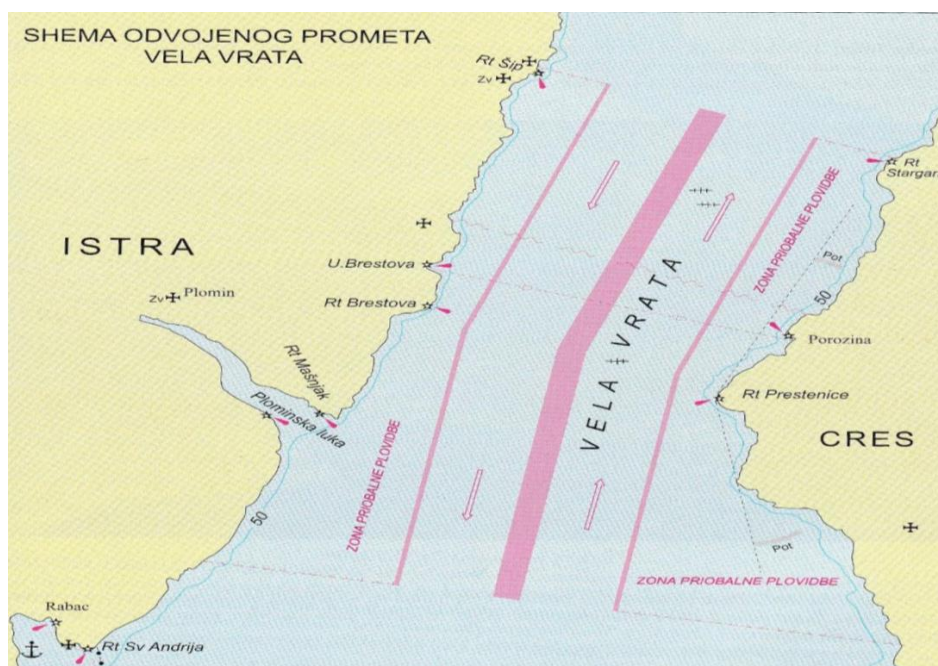 SHEMA ODVOJENOG PROMETA
VELA VRATA
Rt Šip
Zv
Rt
Stargan
ISTRA
ZONA PRIOBALNE PLOVIDBE
U.Brestova
Pot
50
Zv
Plomin
Rt Brestova
VELA VRATA
Porozina
Rt Mašnjak
Plominska luka
Rt Prestenice
CRES
ZONA PRIOBALNE PLOVIDBE
50
Pot
ZONA PRIOBALNE PLOVIDBE
Rabac
Rt Sv Andrija